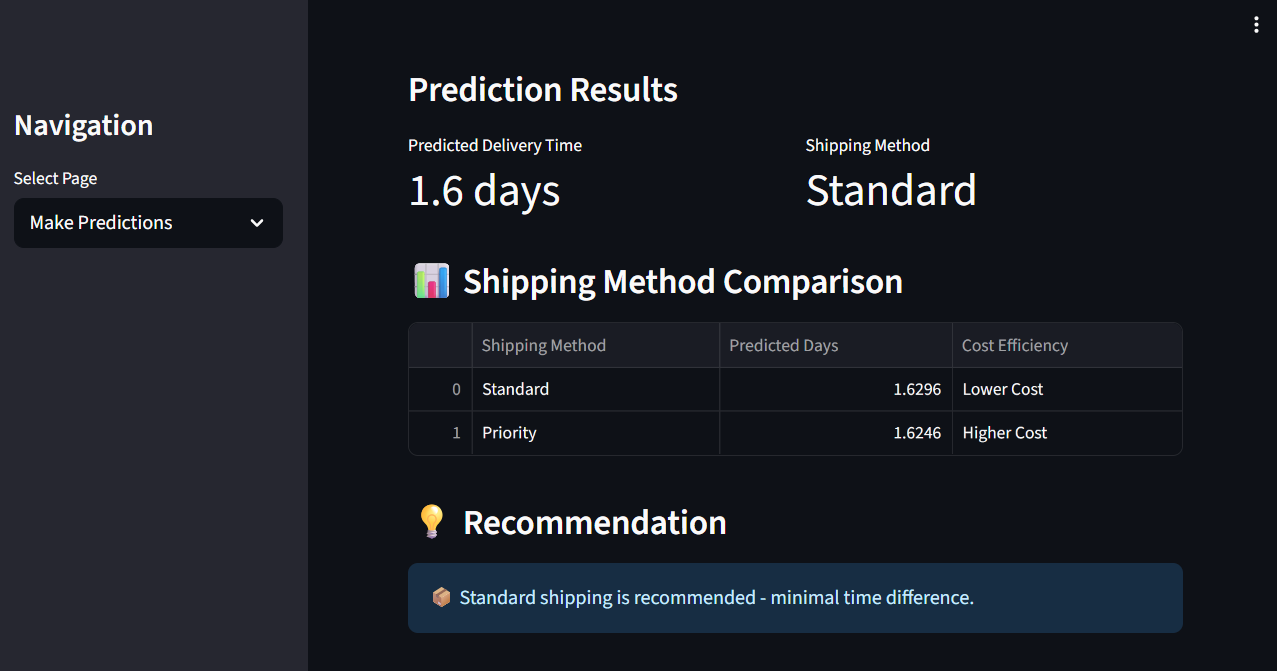 Navigation
Select Page
Make Predictions
Prediction Results
Predicted Delivery Time
1.6 days
Shipping Method
Standard
Shipping Method Comparison
Shipping Method Predicted Days Cost Efficiency
0 Standard 1.6296 Lower Cost
1 Priority 1.6246 Higher Cost
Recommendation
Standard shipping is recommended - minimal time difference.